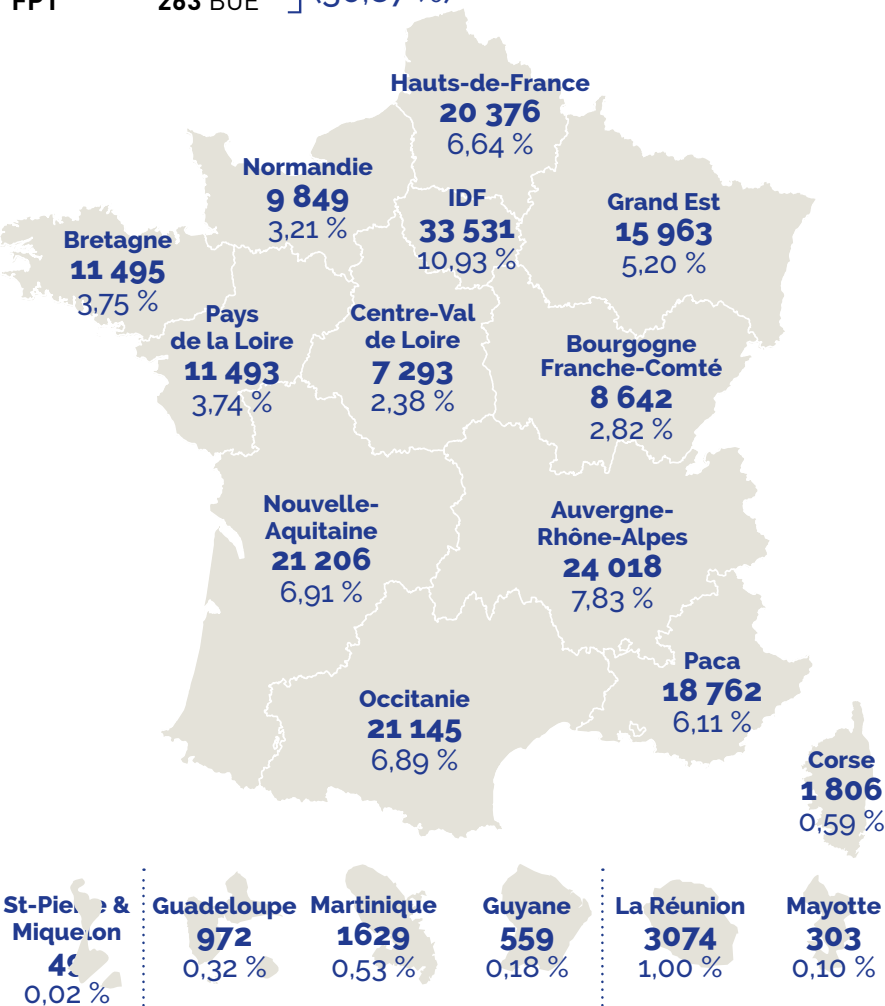 FPT 283 BOE
Hauts-de-France
20 376
6,64 %
Normandie
9 849
3,21 %
IDF
33 531
10,93 %
Grand Est
15 963
5,20 %
Bretagne
11 495
3,75 %
Pays
de la Loire
11 493
3,74 %
Centre-Val
de Loire
7 293
2,38 %
Bourgogne
Franche-Comté
8 642
2,82 %
Nouvelle-
Aquitaine
21 206
6,91 %
Auvergne-
Rhône-Alpes
24 018
7,83 %
Paca
18 762
6,11 %
Occitanie
21 145
6,89 %
Corse
1 806
0,59 %
&
0,02 %
Guadeloupe
972
0,32 %
Martinique
1629
0,53 %
Guyane
559
0,18 %
La Réunion
3074
1,00 %
Mayotte
303
0,10 %